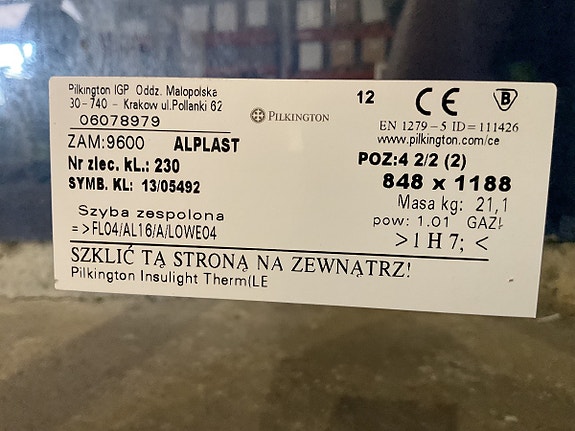 Pilkington IGP Oddz. Malopolska
30-740 - Krakow ul.Pollanki 62
06078979
PILKINGTON
12 CE B
EN 1279-5 ID=111426
www.pilkington.com/ce
ZAM:9600 ALPLAST
Nr zlec. kL.: 230
SYMB. KL: 13/05492
POZ:4 2/2 (2)
848 x 1188
Masa kg: 21,1
pow: 1.01 GAZ!
>1H7; <
Szyba zespolona
=>FL04/AL16/A/LOWE04
SZKLIĆ TĄ STRONĄ NA ZEWNĄTRZ!
Pilkington Insulight Therm(LE